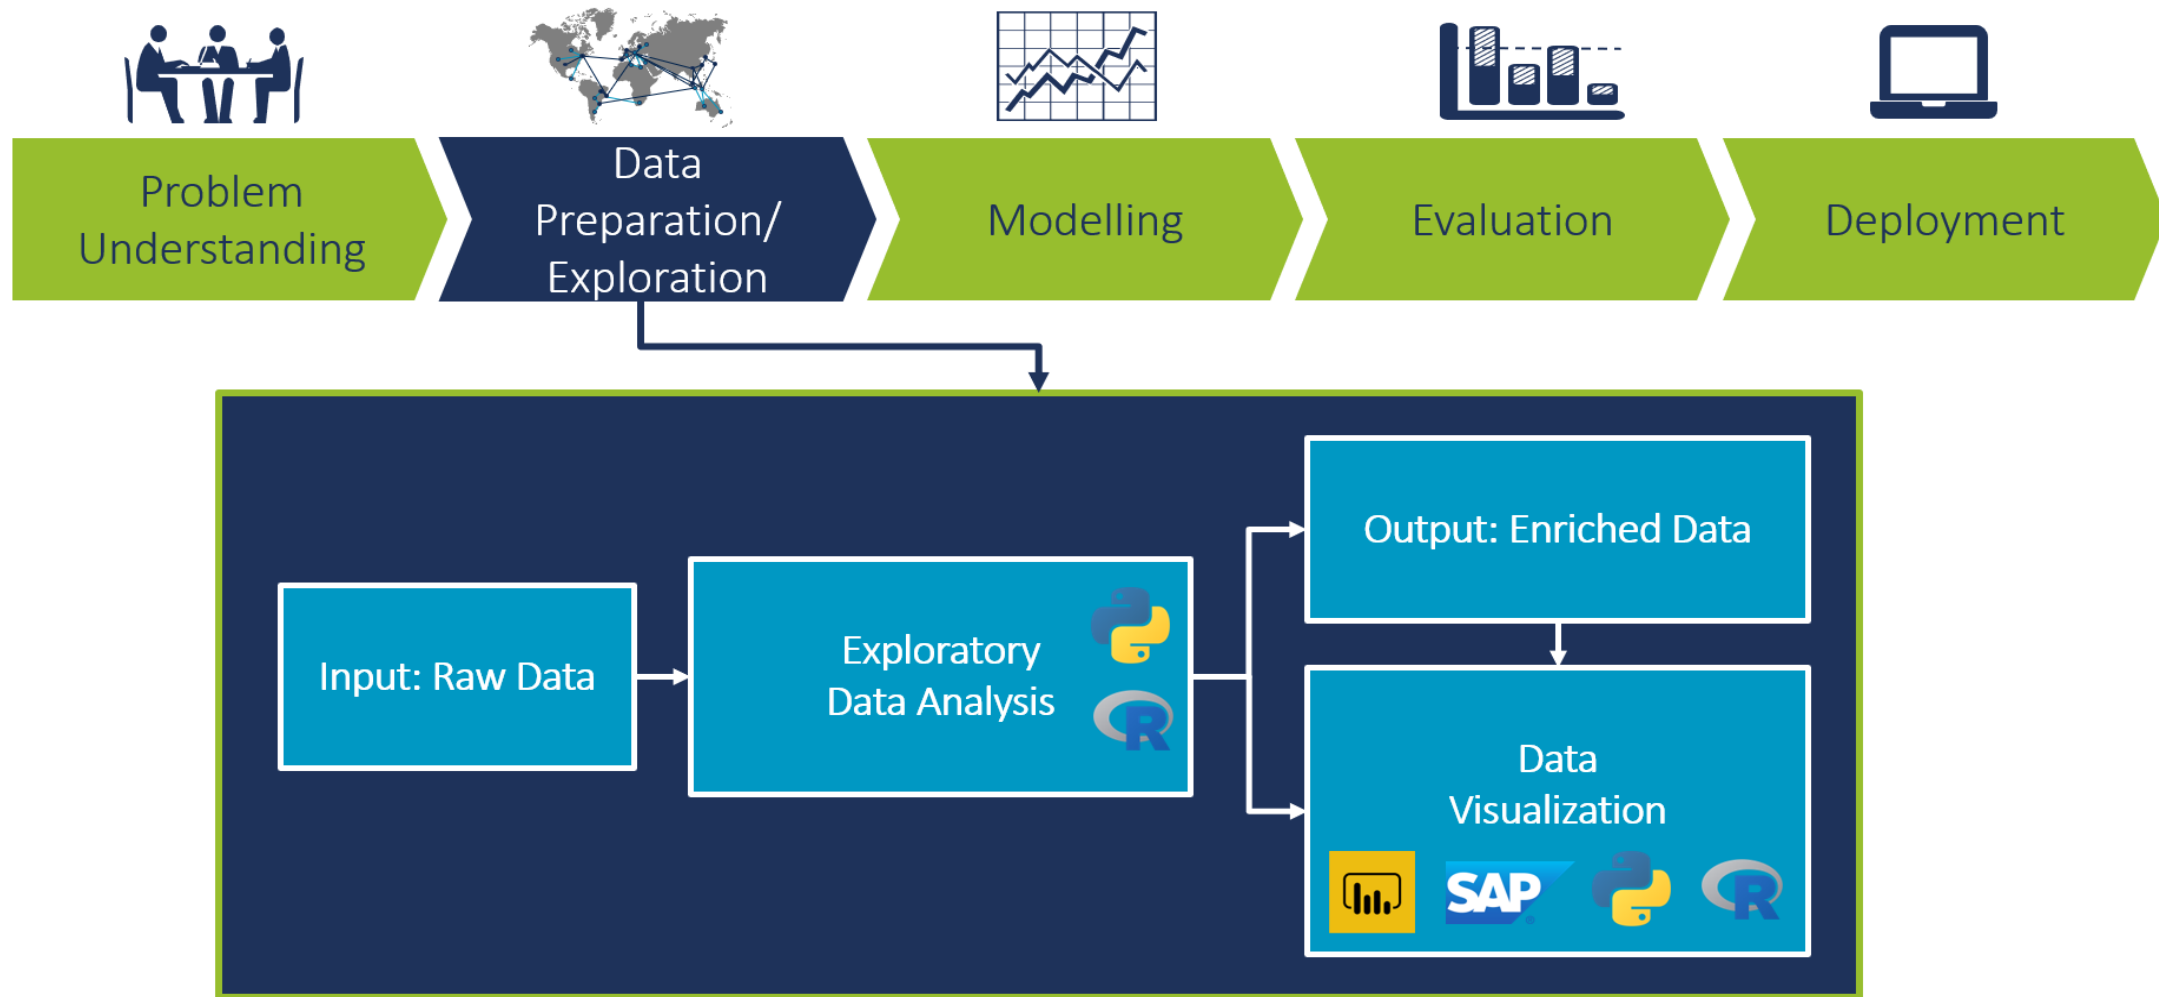 Problem
Understanding
Data
Preparation/
Exploration
Modelling
Evaluation
Deployment
Input: Raw Data
Exploratory
Data Analysis
R
Output: Enriched Data
Data
Visualization
SAP
R